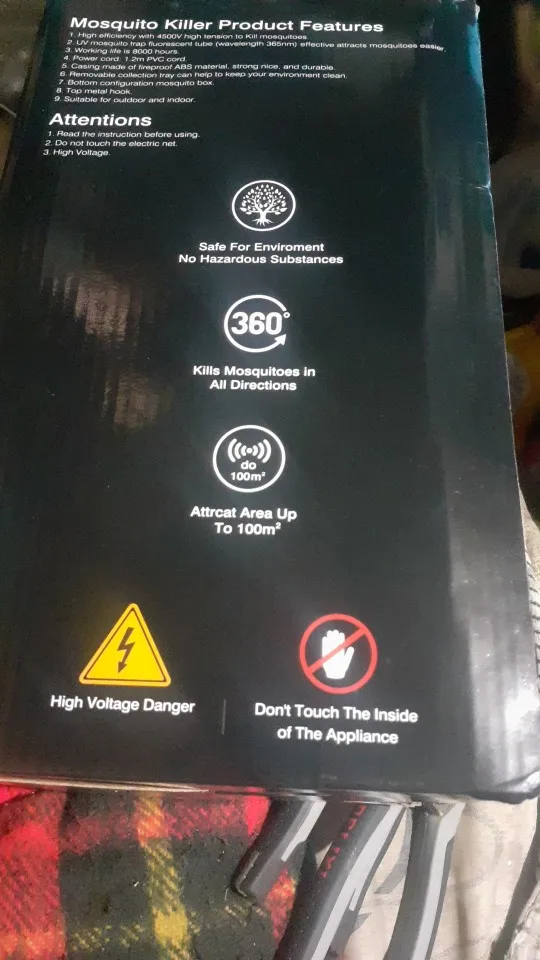 Mosquito Killer Product Features
1. High efficiency with 4500V high tension to Kill mosquitoes.
2. UV mosquito trap fluorescent tube (wavelength 365nm) effective attracts mosquitoes easier.
3. Working life is 8000 hours.
4. Power cord: 1.2m PVC cord.
5. Casing made of fireproof ABS material, strong nice, and durable.
6. Removable collection tray can help to keep your environment clean.
7. Bottom configuration mosquito box.
8. Top metal hook.
9. Suitable for outdoor and indoor.
Attentions
1. Read the instruction before using.
2. Do not touch the electric net.
3. High Voltage.
Safe For Enviroment
No Hazardous Substances
360°
Kills Mosquitoes in
All Directions
do
100m²
Attrcat Area Up
To 100m²
High Voltage Danger
Don't Touch The Inside
of The Appliance